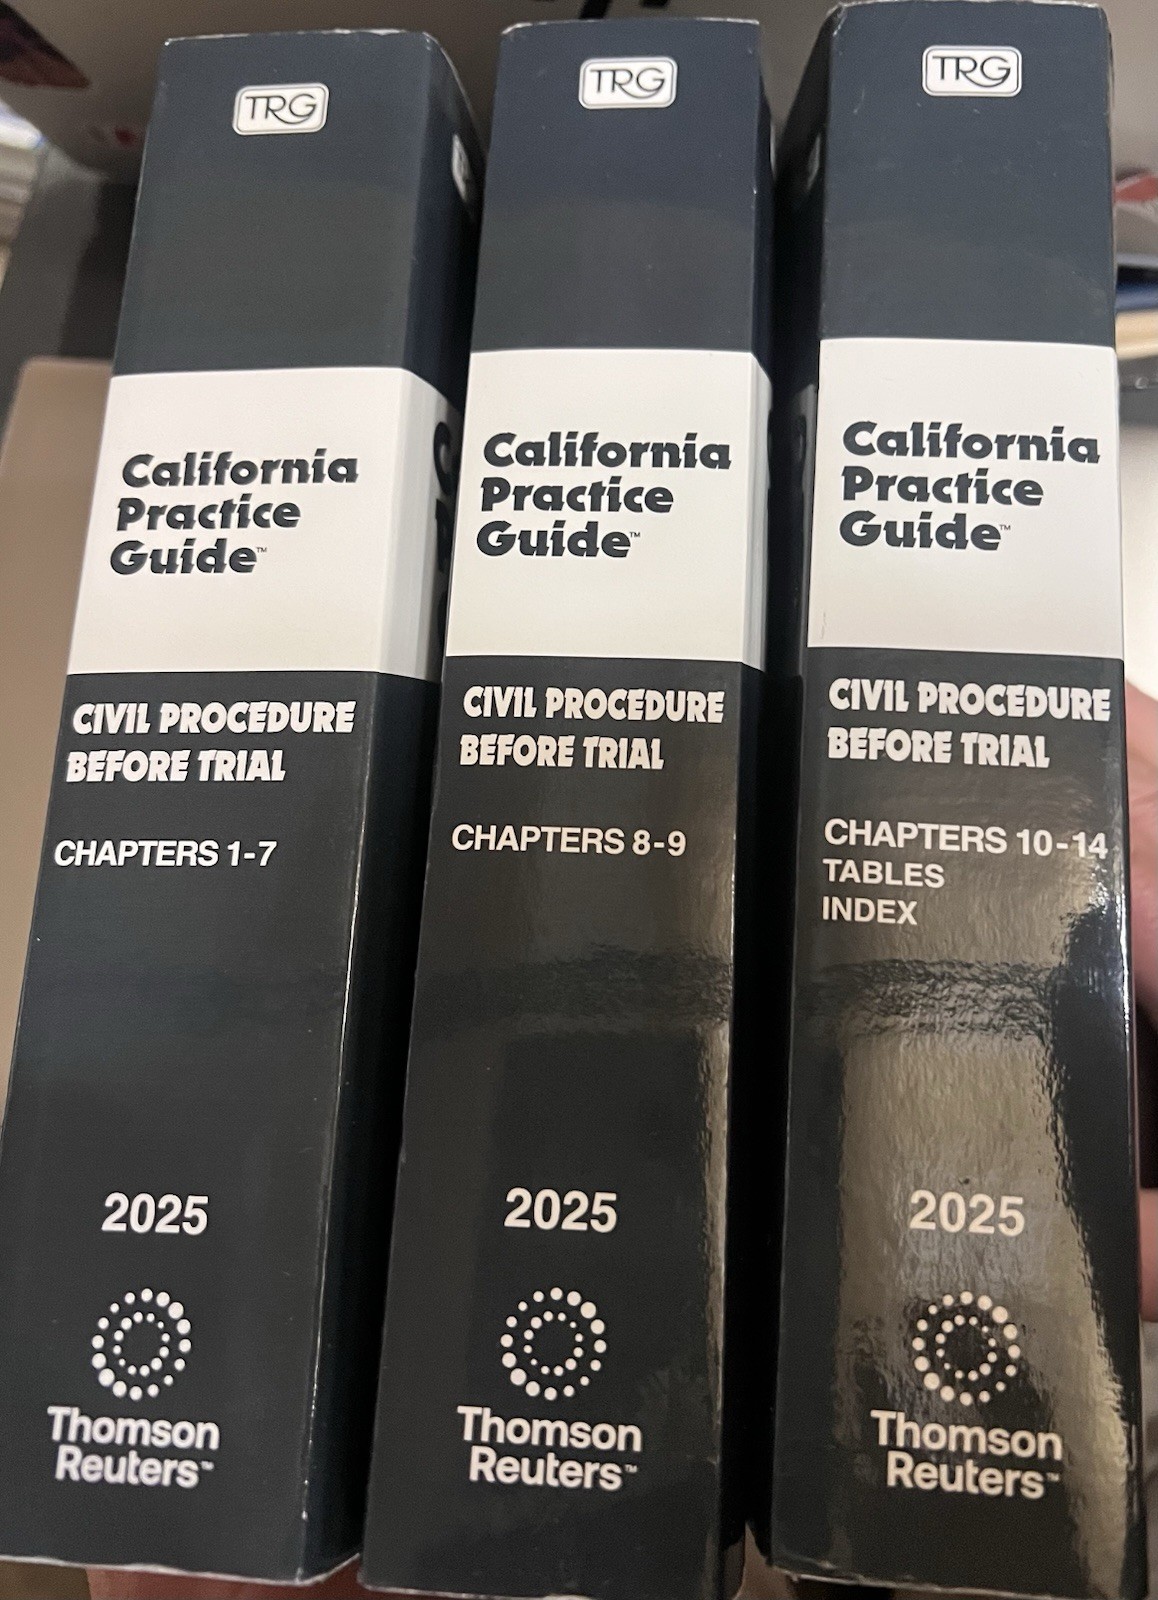 TRG
California
Practice
Guide™
CIVIL PROCEDURE
BEFORE TRIAL
CHAPTERS 1-7
2025
Thomson
Reuters™
TRG
California
Practice
Guide™
CIVIL PROCEDURE
BEFORE TRIAL
CHAPTERS 8-9
2025
Thomson
Reuters™
TRG
California
Practice
Guide™
CIVIL PROCEDURE
BEFORE TRIAL
CHAPTERS 10-14
TABLES
INDEX
2025
Thomson
Reuters™